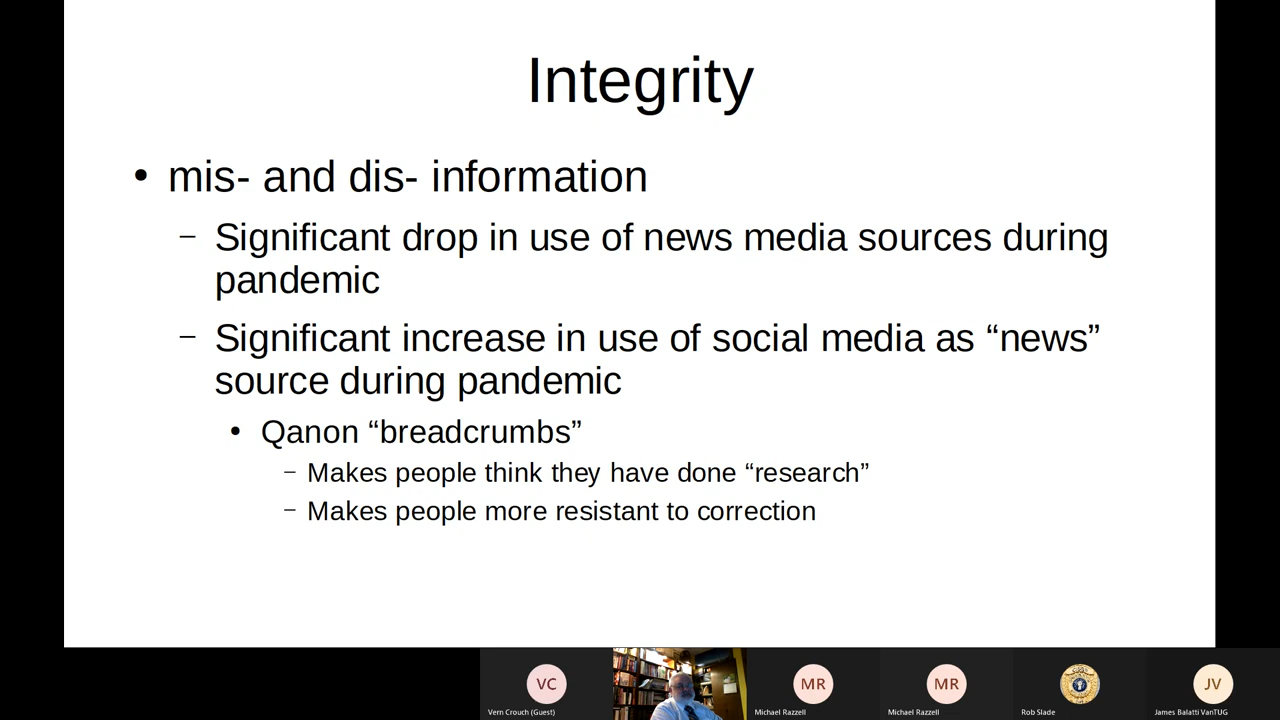 Integrity
• mis- and dis- information
– Significant drop in use of news media sources during
pandemic
– Significant increase in use of social media as “news”
source during pandemic
• Qanon “breadcrumbs”
– Makes people think they have done “research”
– Makes people more resistant to correction
VC
MR
MR
JV
Vern Crouch (Guest)
Michael Razzell
Michael Razzell
Rob Slade
James Balatti VanTUG